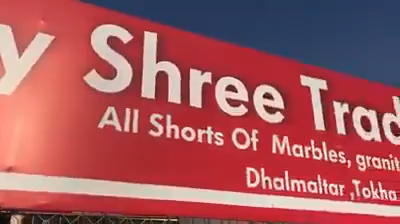 y Shree Trad
All Shorts Of Marbles, granit
Dhalmaltar ,Tokha